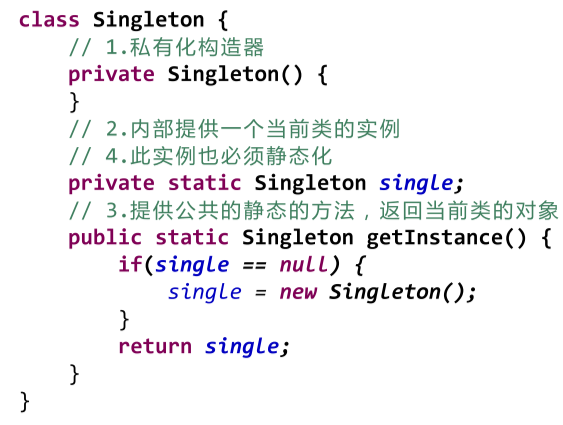 class Singleton {
    // 1.私有化构造器
    private Singleton() {
    }
    // 2.内部提供一个当前类的实例
    // 4.此实例也必须静态化
    private static Singleton single;
    // 3.提供公共的静态的方法，返回当前类的对象
    public static Singleton getInstance() {
        if(single == null) {
            single = new Singleton();
        }
        return single;
    }
}